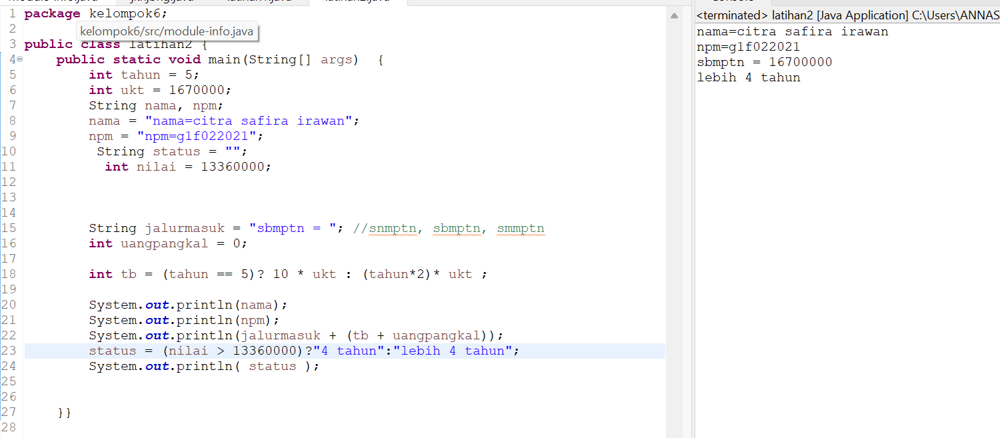 package kelompok6;
kelompok6/src/module-info.java
public class latihan2 {
public static void main(String[] args)  {
int tahun = 5;
int ukt = 1670000;
String nama, npm;
nama = "nama=citra safira irawan";
npm = "npm=g1f022021";
String status = "";
int nilai = 13360000;
String jalurmasuk = "sbmptn = "; //snmptn, sbmptn, smmptn
int uangpangkal = 0;
int tb = (tahun == 5)? 10 * ukt : (tahun*2)* ukt ;
System.out.println(nama);
System.out.println(npm);
System.out.println(jalurmasuk + (tb + uangpangkal));
status = (nilai > 13360000)?"4 tahun":"lebih 4 tahun";
System.out.println( status );
}}
1
2
3
4
5
6
7
8
9
10
11
12
13
14
15
16
17
18
19
20
21
22
23
24
25
26
27
28
<terminated> latihan2 [Java Application] C:\Users\ANNAS
nama=citra safira irawan
npm=g1f022021
sbmptn = 16700000
lebih 4 tahun